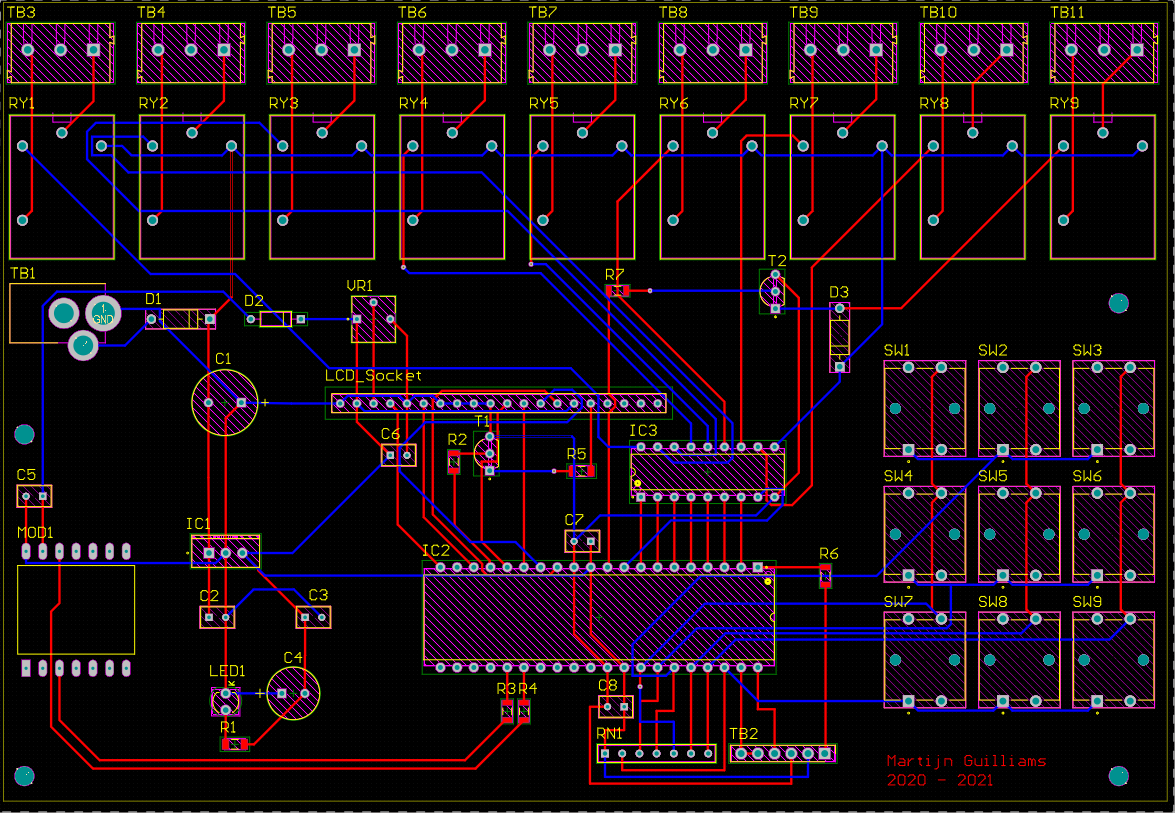 TB3 TB4 TB5 TB6 TB7 TB8 TB9 TB10 TB11
RY1 RY2 RY3 RY4 RY5 RY6 RY7 RY8 RY9
TB1 R7 T2
D1 D2 VR1 D3
1
GND
C1 SW1 SW2 SW3
LCD_Socket
+
T1
C6 R2 R5 IC3
C5 SW4 SW5 SW6
MOD1 IC1 C7
IC2 R6
C2 C3 SW7 SW8 SW9
LED1 C4
K +
R3 R4 C8
R1 RN1 TB2
Martijn Guilliams
2020 - 2021